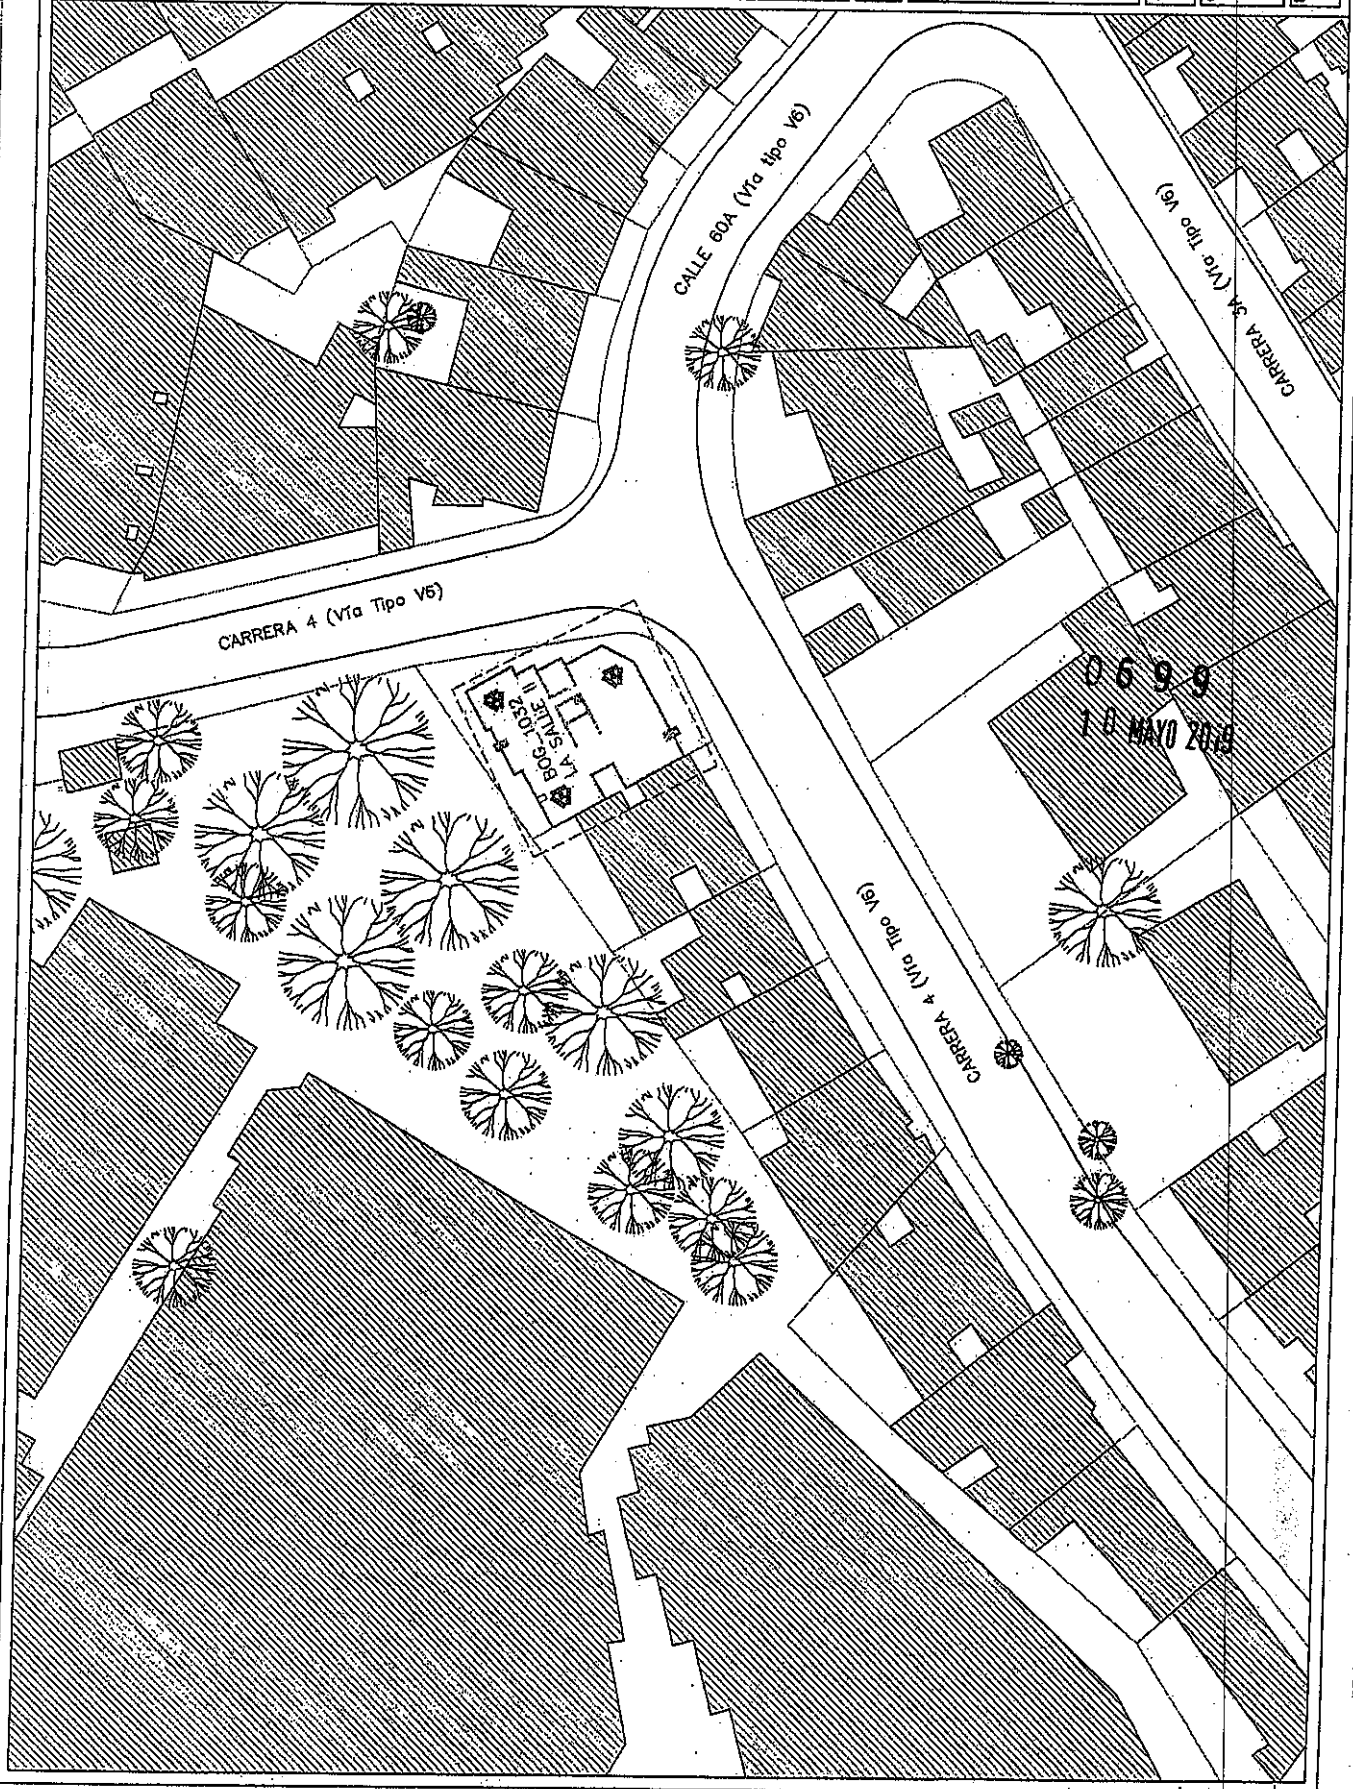 CALLE 60A (Vía tipo V6)
CARRERA 3A (Vía Tipo V6)
CARRERA 4 (Vía Tipo V6)
BOG_1032
LA SALLE II
0699
10 MAYO 2019
CARRERA 4 (Vía Tipo V6)